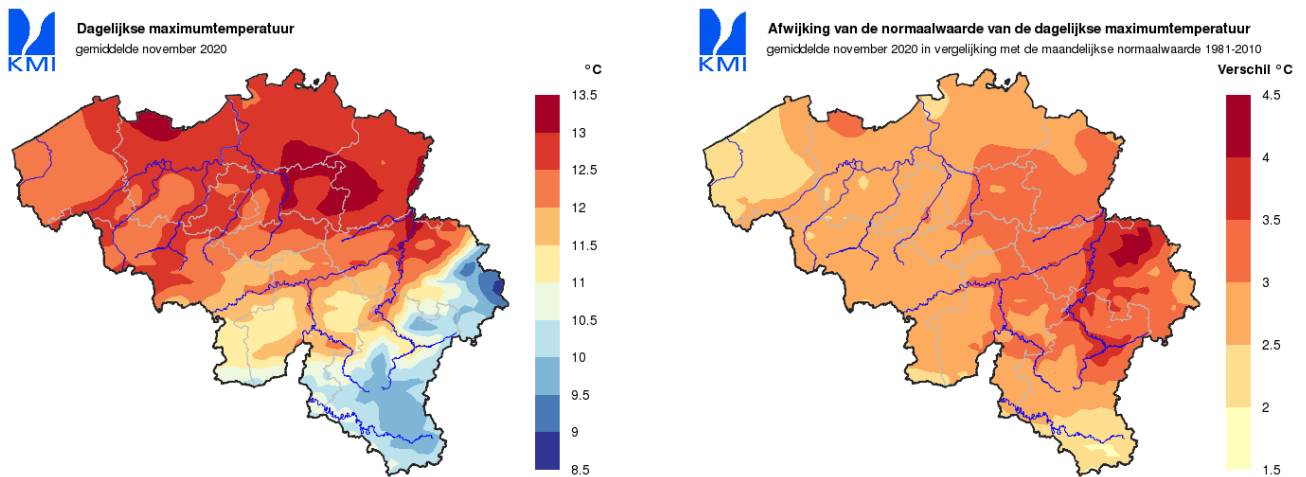 KMI
Dagelijkse maximumtemperatuur
gemiddelde november 2020
°C
13.5
13
12.5
12
11.5
11
10.5
10
9.5
9
8.5
KMI
Afwijking van de normaalwaarde van de dagelijkse maximumtemperatuur
gemiddelde november 2020 in vergelijking met de maandelijkse normaalwaarde 1981-2010
Verschil °C
4.5
4
3.5
3
2.5
2
1.5